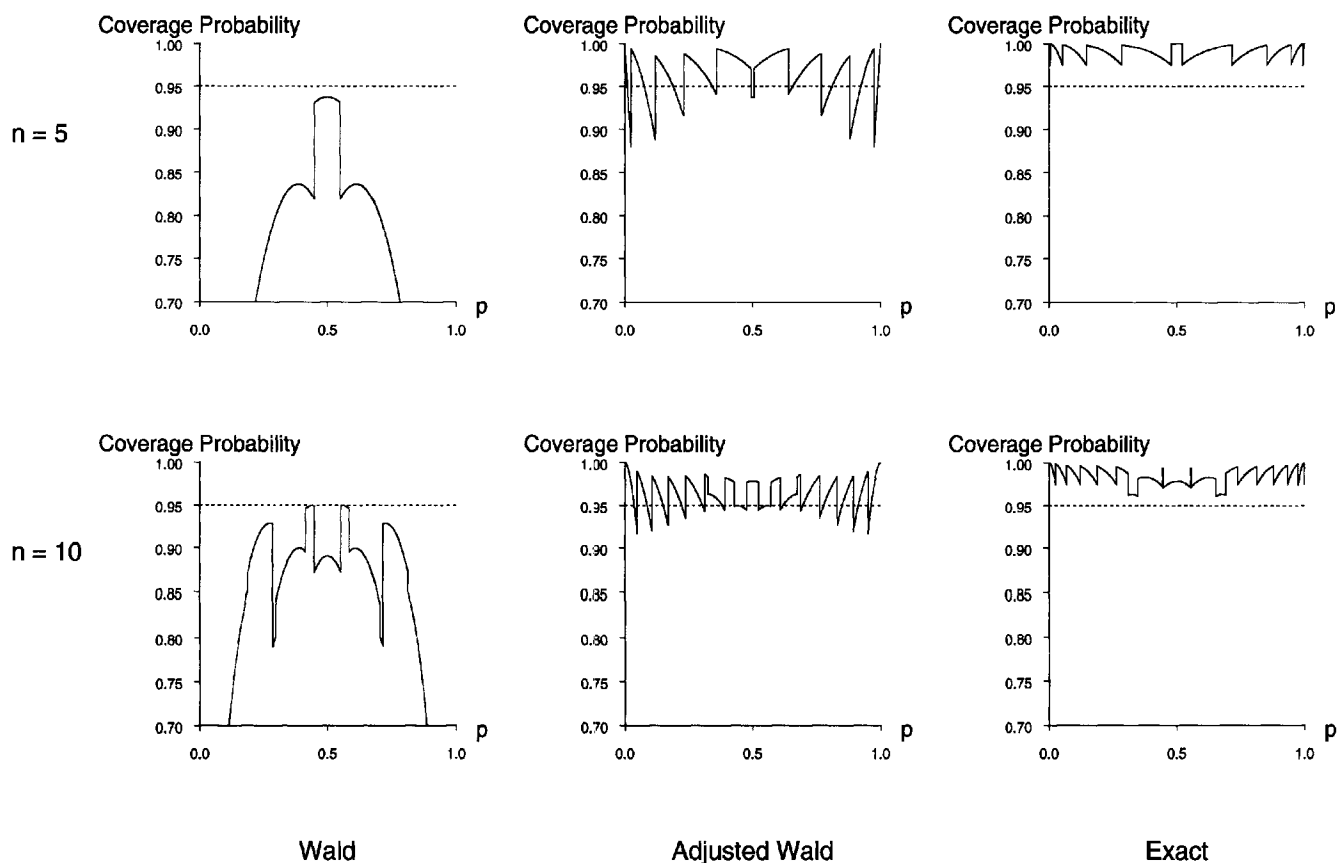 Coverage Probability Coverage Probability Coverage Probability
1.00 1.00 1.00
0.95 0.95 0.95
n = 5
0.90 0.90 0.90
0.85 0.85 0.85
0.80 0.80 0.80
0.75 0.75 0.75
0.70 p 0.70 p 0.70 p
0.0 0.5 1.0 0.0 0.5 1.0 0.0 0.5 1.0
Coverage Probability Coverage Probability Coverage Probability
1.00 1.00 1.00
0.95 0.95 0.95
n = 10
0.90 0.90 0.90
0.85 0.85 0.85
0.80 0.80 0.80
0.75 0.75 0.75
0.70 p 0.70 p 0.70 p
0.0 0.5 1.0 0.0 0.5 1.0 0.0 0.5 1.0
Wald Adjusted Wald Exact